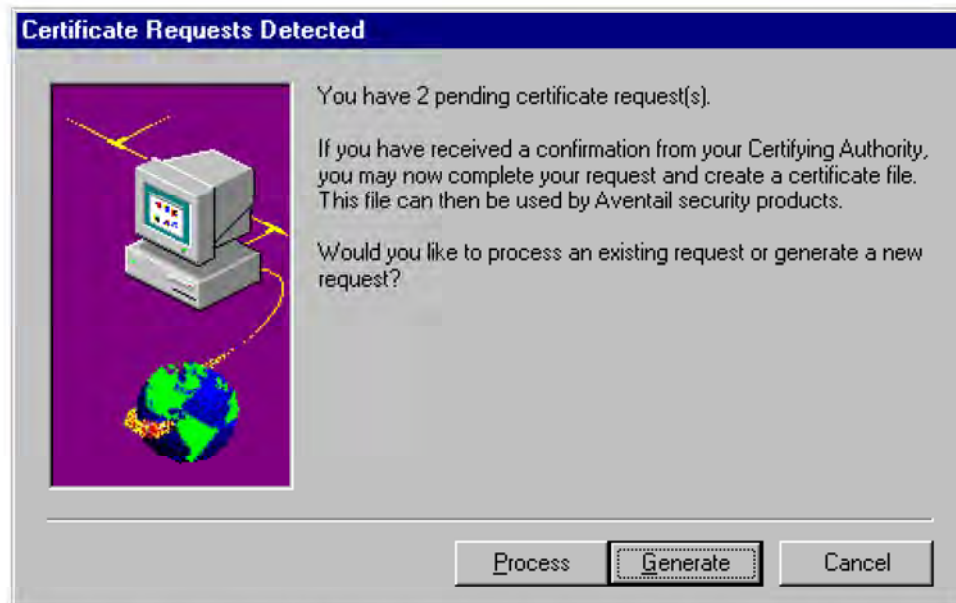 Certificate Requests Detected
You have 2 pending certificate request(s).
If you have received a confirmation from your Certifying Authority,
you may now complete your request and create a certificate file.
This file can then be used by Aventail security products.
Would you like to process an existing request or generate a new
request?
Process Generate Cancel